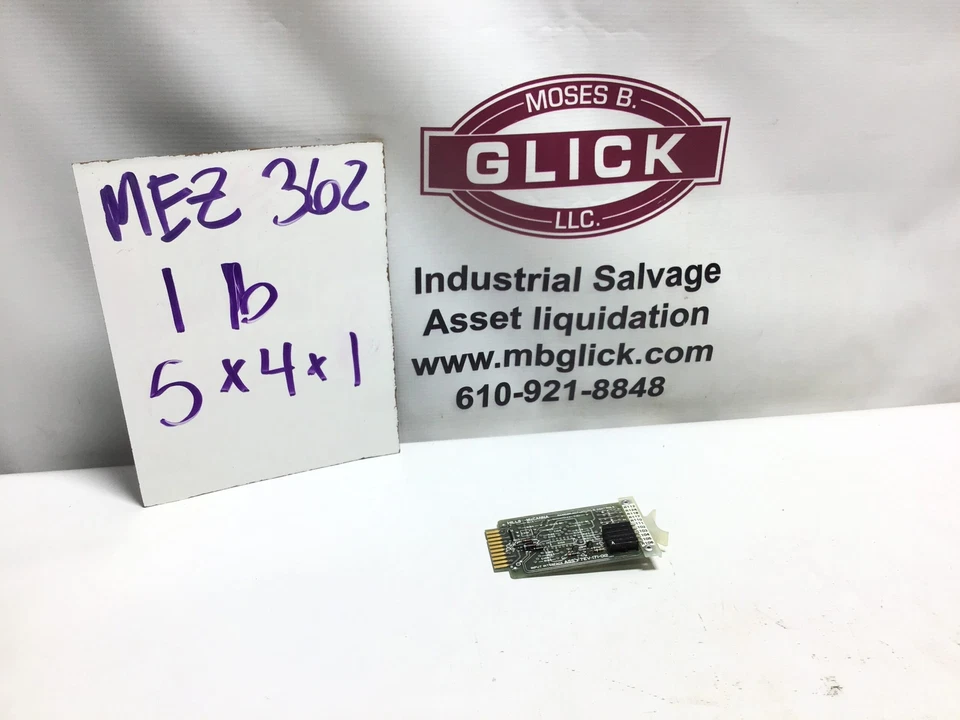 MEZ 362
1 lb
5 x 4 x 1
MOSES B.
GLICK
LLC.
Industrial Salvage
Asset liquidation
www.mbglick.com
610-921-8848